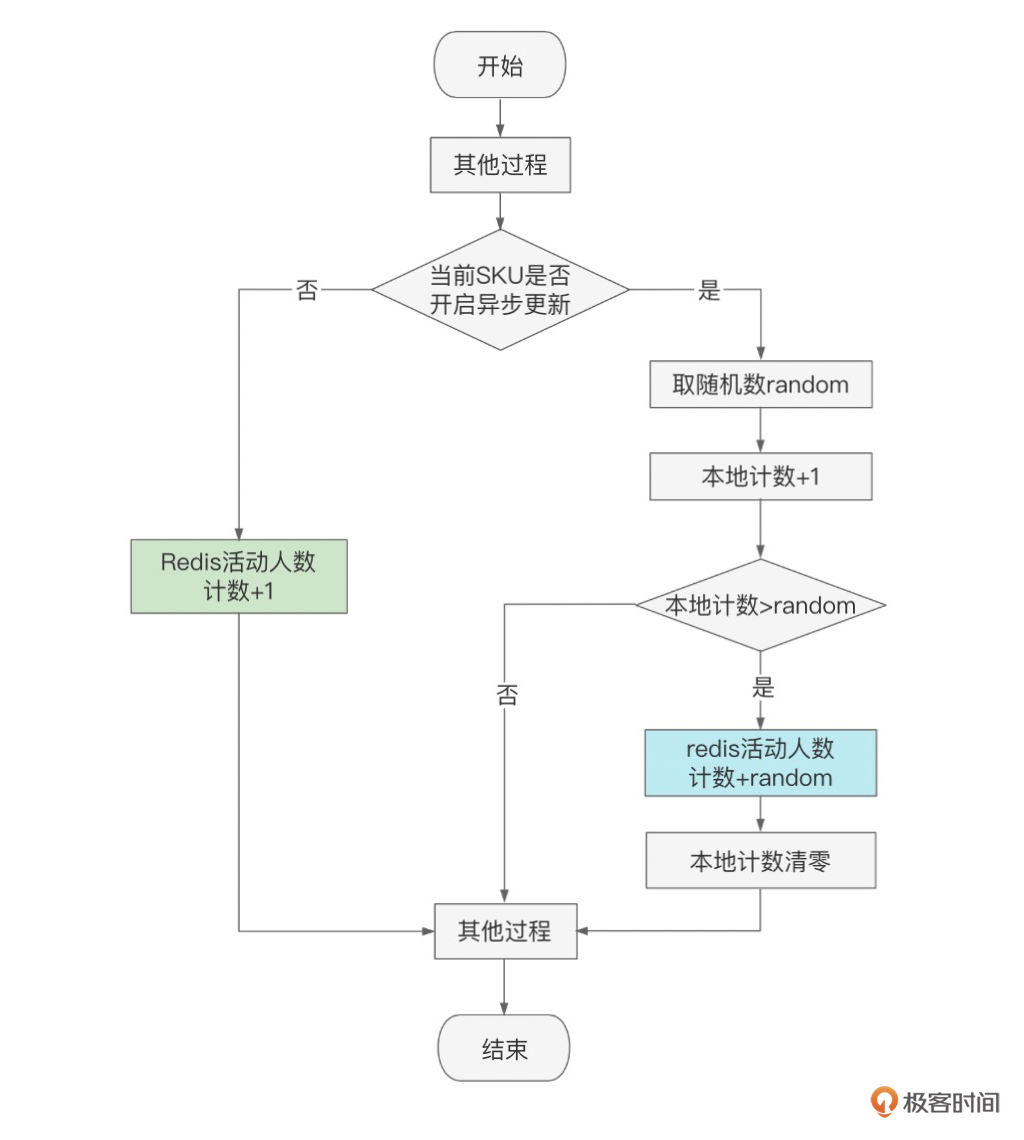 开始
其他过程
当前SKU是否
开启异步更新
否
是
取随机数random
本地计数+1
Redis活动人数
计数+1
本地计数>random
否
是
redis活动人数
计数+random
本地计数清零
其他过程
结束
极客时间